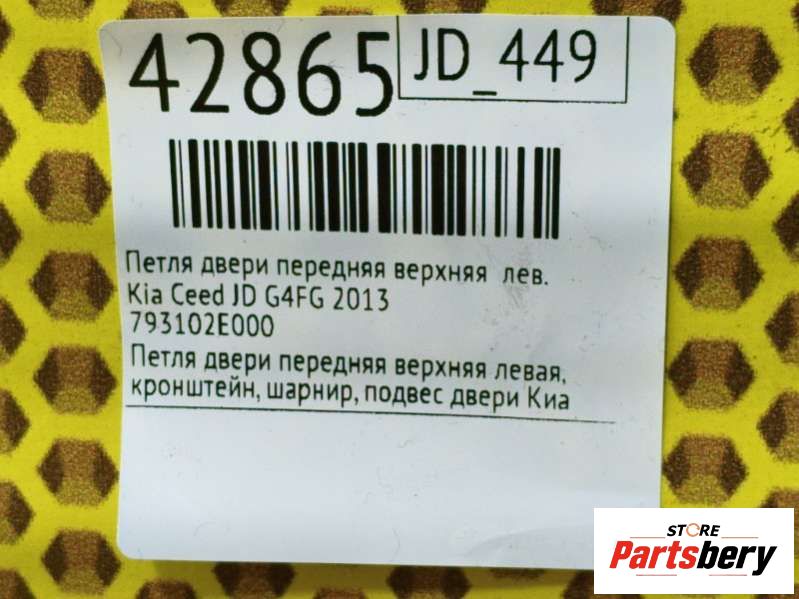 42865
JD_449
Петля двери передняя верхняя лев.
Kia Ceed JD G4FG 2013
793102E000
Петля двери передняя верхняя левая,
кронштейн, шарнир, подвес двери Киа
STORE
Partsbery